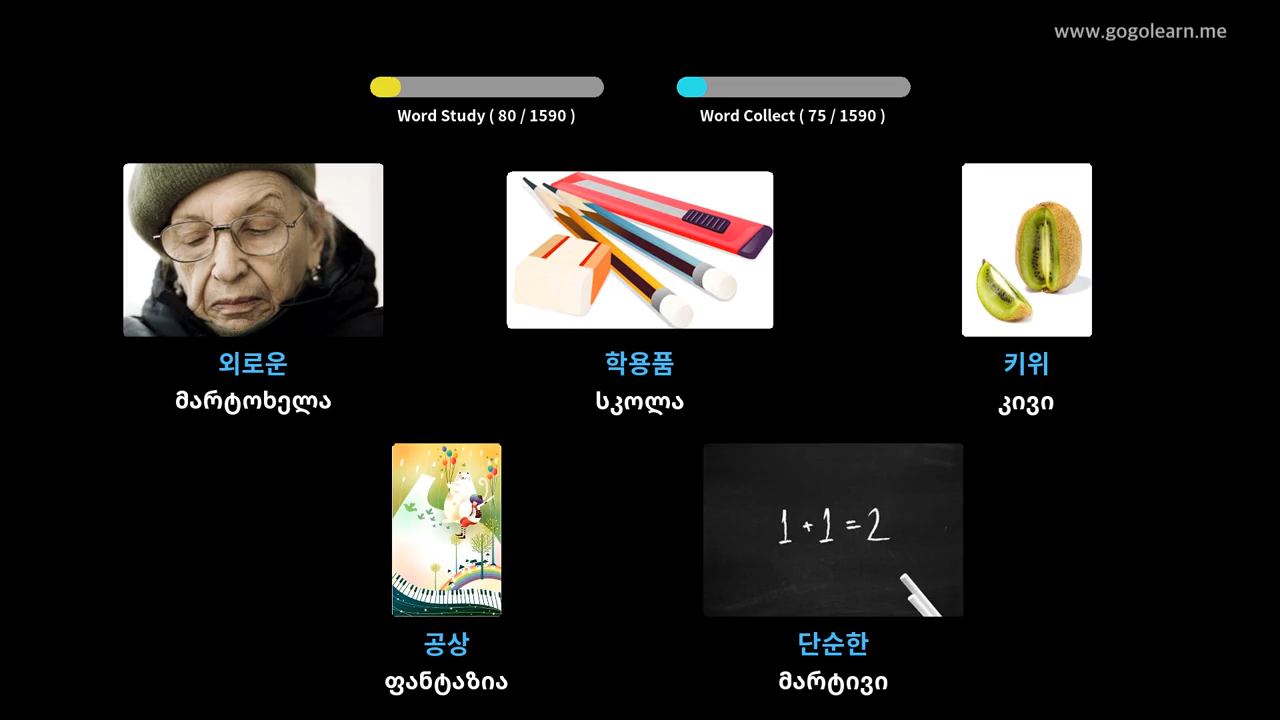 www.gogolearn.me
Word Study ( 80 / 1590 )
Word Collect ( 75 / 1590 )
외로운
მარტოხელა
학용품
სკოლა
키위
კივი
1 + 1 = 2
공상
ფანტაზია
단순한
მარტივი